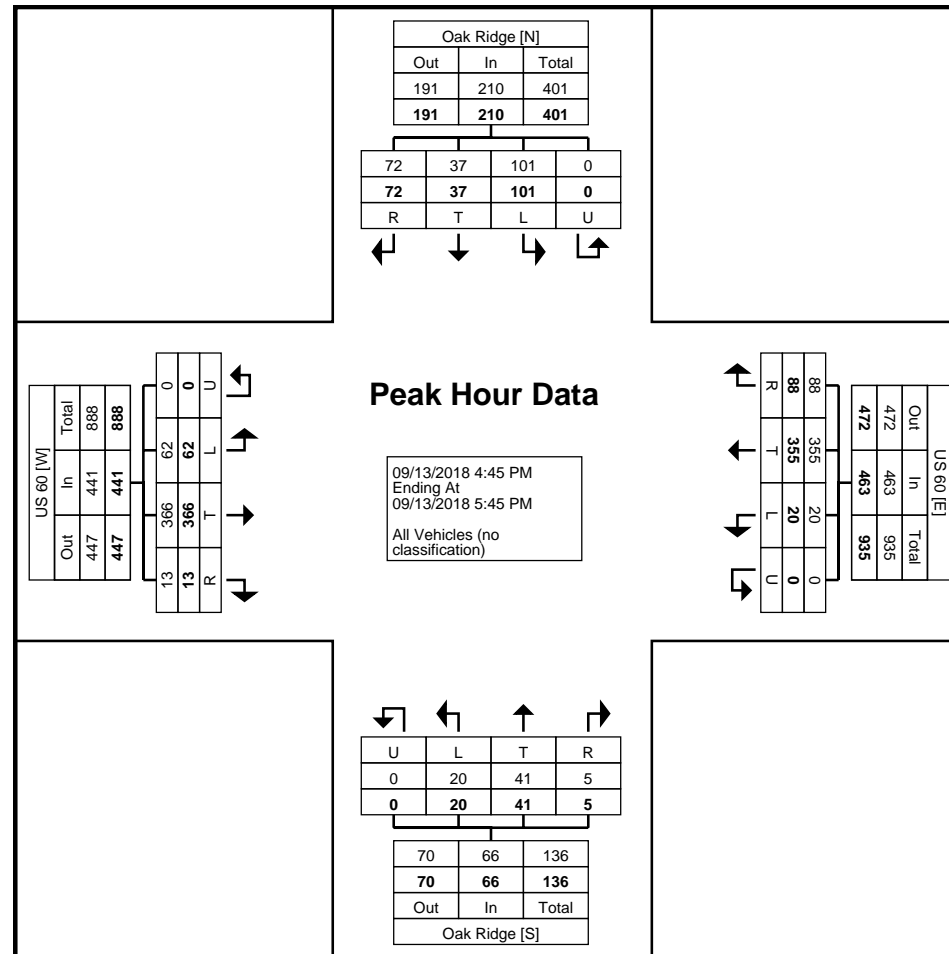 Oak Ridge [N]
Out In Total
191 210 401
191 210 401
72 37 101 0
72 37 101 0
R T L U
Peak Hour Data
09/13/2018 4:45 PM
Ending At
09/13/2018 5:45 PM
All Vehicles (no
classification)
US 60 [W]
Total In Out
888 441 447
888 441 447
0 62 366 13
0 62 366 13
U L T R
R T L U
88 355 20 0
88 355 20 0
472 463 935
472 463 935
Out In Total
US 60 [E]
U L T R
0 20 41 5
0 20 41 5
70 66 136
70 66 136
Out In Total
Oak Ridge [S]